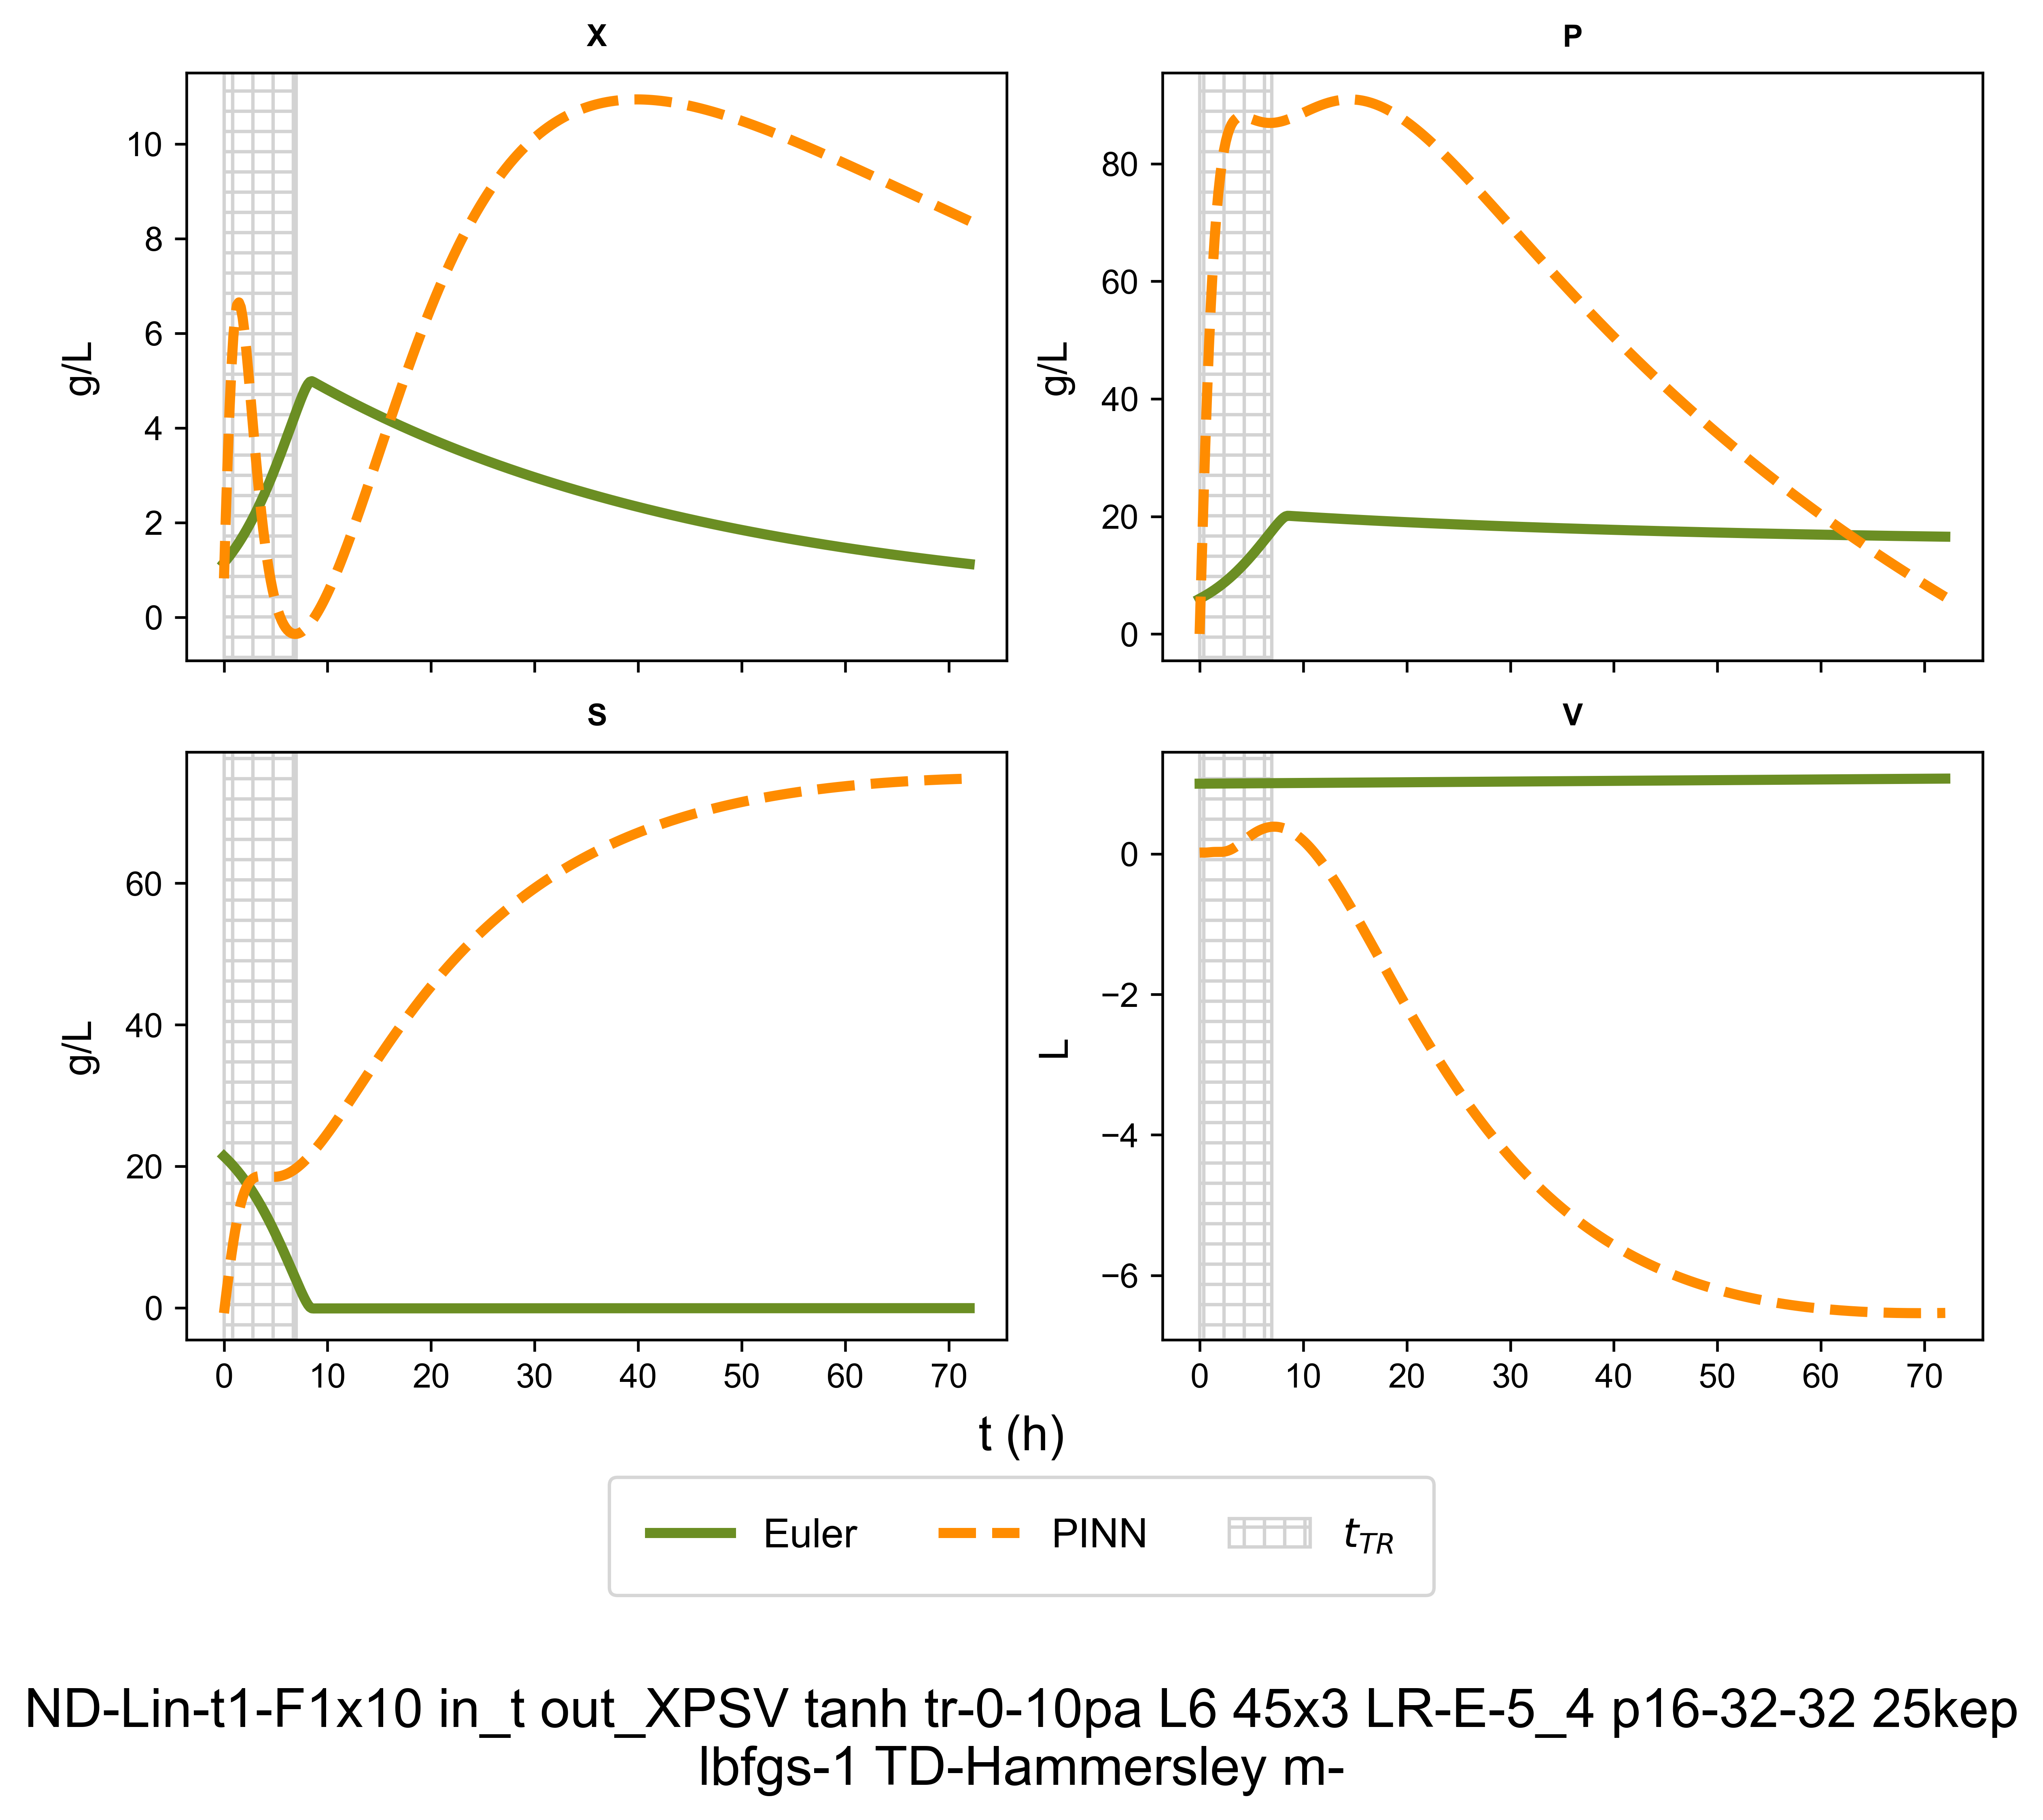 X
P
10
8
6
4
2
0
g/L
80
60
40
20
0
g/L
S
V
60
40
20
0
g/L
0
−2
−4
−6
L
0 10 20 30 40 50 60 70
0 10 20 30 40 50 60 70
t (h)
Euler PINN tTR
ND-Lin-t1-F1x10 in_t out_XPSV tanh tr-0-10pa L6 45x3 LR-E-5_4 p16-32-32 25kep
lbfgs-1 TD-Hammersley m-